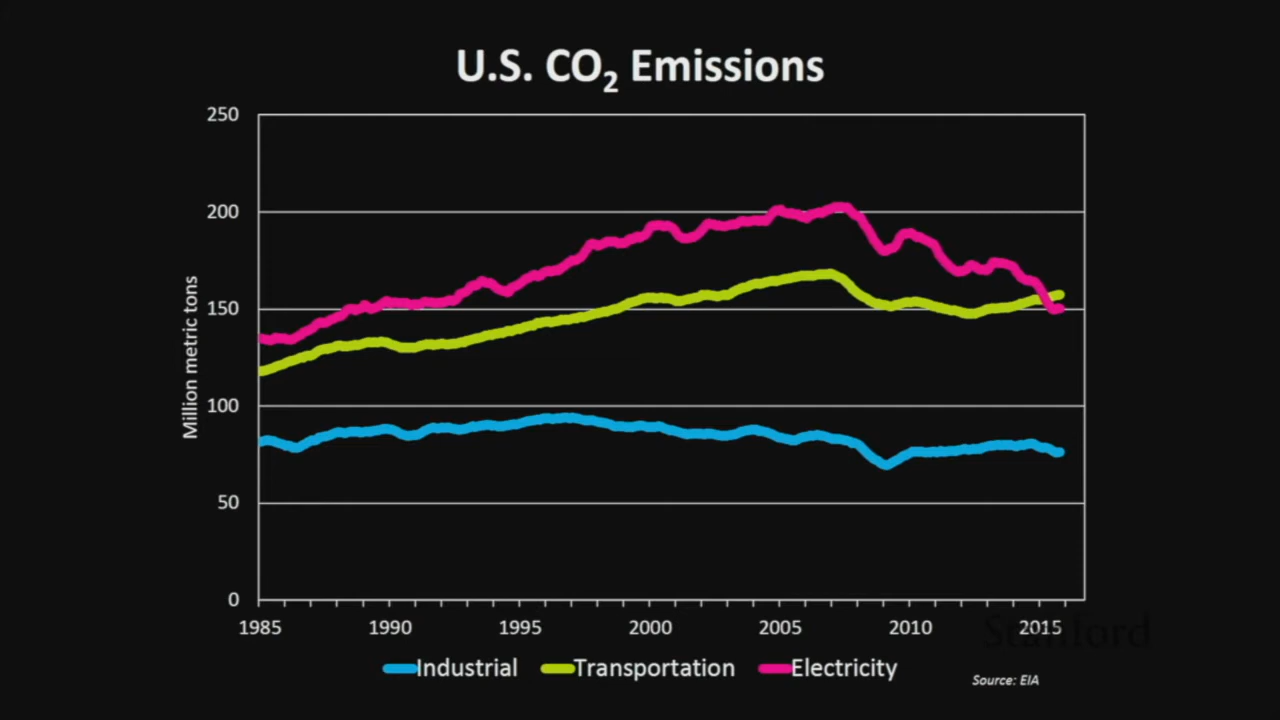 U.S. CO₂ Emissions
250
200
150
100
50
0
Million metric tons
1985 1990 1995 2000 2005 2010 2015
Stanford
Industrial Transportation Electricity
Source: EIA